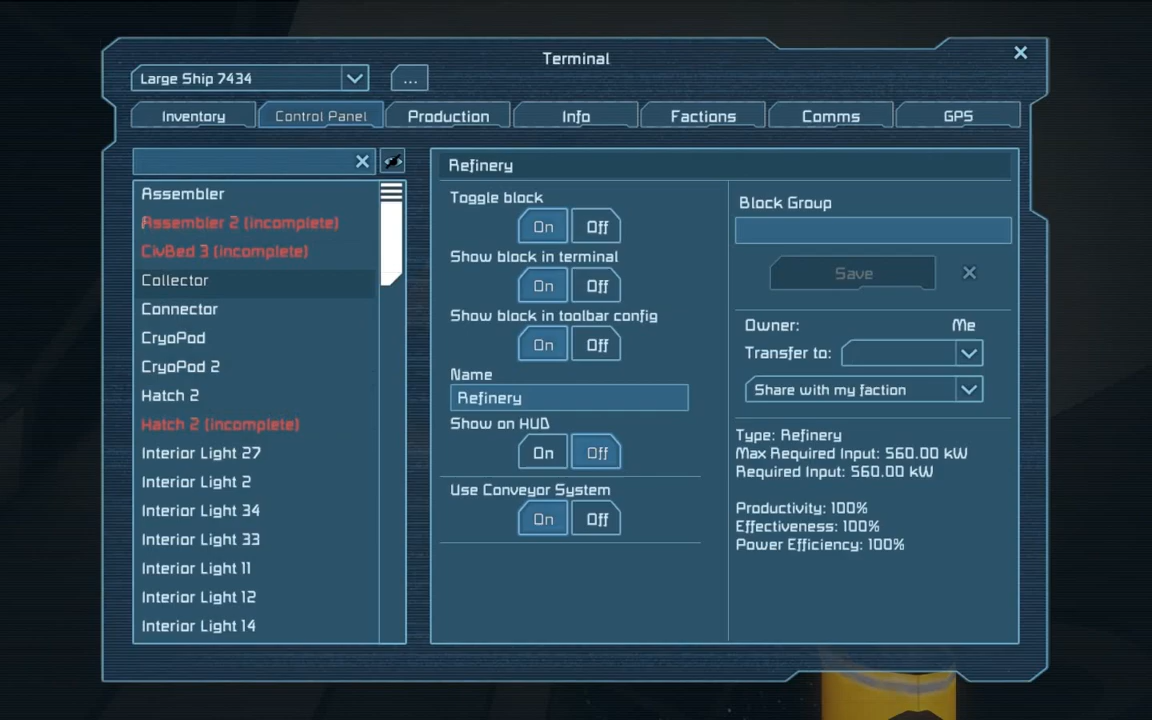 Terminal
Large Ship 7434
...
Inventory
Control Panel
Production
Info
Factions
Comms
GPS
Assembler
Assembler 2 (incomplete)
CivBed 3 (incomplete)
Collector
Connector
CryoPod
CryoPod 2
Hatch 2
Hatch 2 (incomplete)
Interior Light 27
Interior Light 2
Interior Light 34
Interior Light 33
Interior Light 11
Interior Light 12
Interior Light 14
Refinery
Toggle block
On Off
Show block in terminal
On Off
Show block in toolbar config
On Off
Name
Refinery
Show on HUD
On Off
Use Conveyor System
On Off
Block Group
Save
Owner: Me
Transfer to:
Share with my faction
Type: Refinery
Max Required Input: 560.00 kW
Required Input: 560.00 kW
Productivity: 100%
Effectiveness: 100%
Power Efficiency: 100%